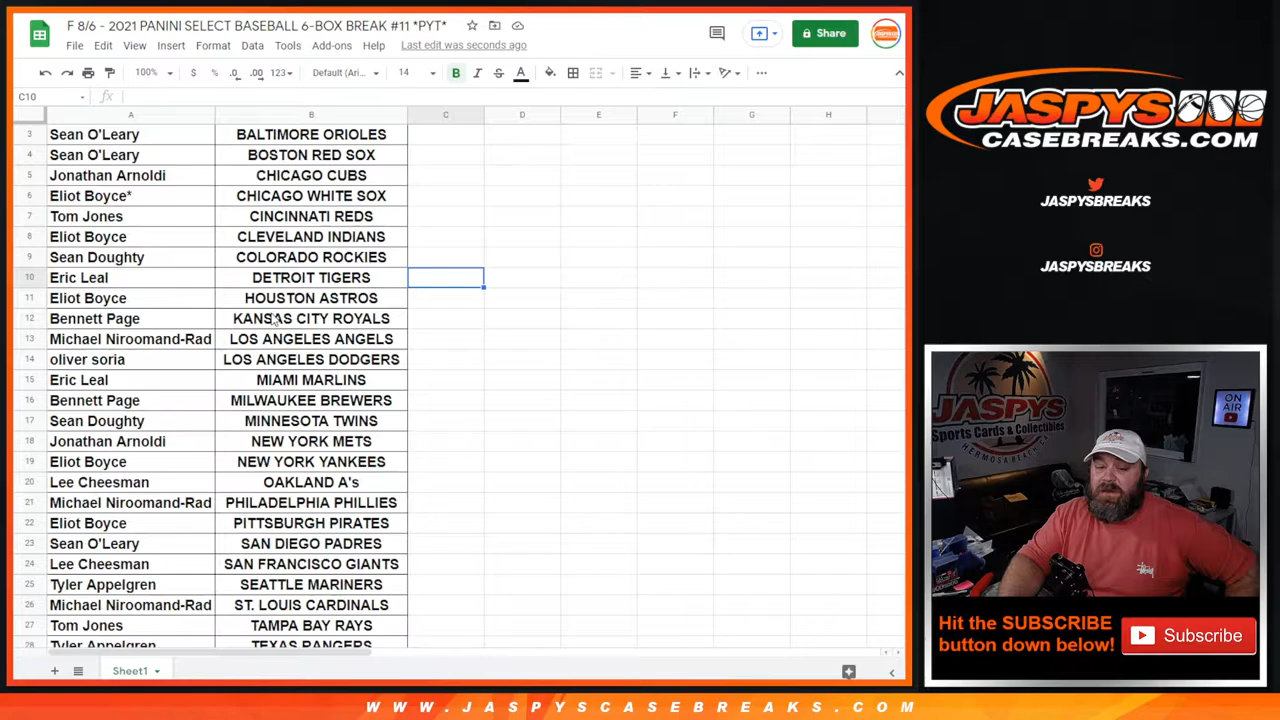 F 8/6 - 2021 PANINI SELECT BASEBALL 6-BOX BREAK #11 *PYT*
File Edit View Insert Format Data Tools Add-ons Help Last edit was seconds ago
Share
100% $ % .0 .00 123 Default (Ari... 14 B I S A
C10 fx
A B C D E F G H
3 Sean O'Leary BALTIMORE ORIOLES
4 Sean O'Leary BOSTON RED SOX
5 Jonathan Arnoldi CHICAGO CUBS
6 Eliot Boyce* CHICAGO WHITE SOX
7 Tom Jones CINCINNATI REDS
8 Eliot Boyce CLEVELAND INDIANS
9 Sean Doughty COLORADO ROCKIES
10 Eric Leal DETROIT TIGERS
11 Eliot Boyce HOUSTON ASTROS
12 Bennett Page KANSAS CITY ROYALS
13 Michael Niroomand-Rad LOS ANGELES ANGELS
14 oliver soria LOS ANGELES DODGERS
15 Eric Leal MIAMI MARLINS
16 Bennett Page MILWAUKEE BREWERS
17 Sean Doughty MINNESOTA TWINS
18 Jonathan Arnoldi NEW YORK METS
19 Eliot Boyce NEW YORK YANKEES
20 Lee Cheesman OAKLAND A's
21 Michael Niroomand-Rad PHILADELPHIA PHILLIES
22 Eliot Boyce PITTSBURGH PIRATES
23 Sean O'Leary SAN DIEGO PADRES
24 Lee Cheesman SAN FRANCISCO GIANTS
25 Tyler Appelgren SEATTLE MARINERS
26 Michael Niroomand-Rad ST. LOUIS CARDINALS
27 Tom Jones TAMPA BAY RAYS
28 Tyler Appelgren TEXAS RANGERS
Sheet1
JASPYS
CASEBREAKS.COM
JASPYSBREAKS
JASPYSBREAKS
JASPYS
Sports Cards & Collectibles
HERMOSA BEACH, CA
ON AIR
Hit the SUBSCRIBE
button down below!
Subscribe
WWW.JASPYSCASEBREAKS.COM